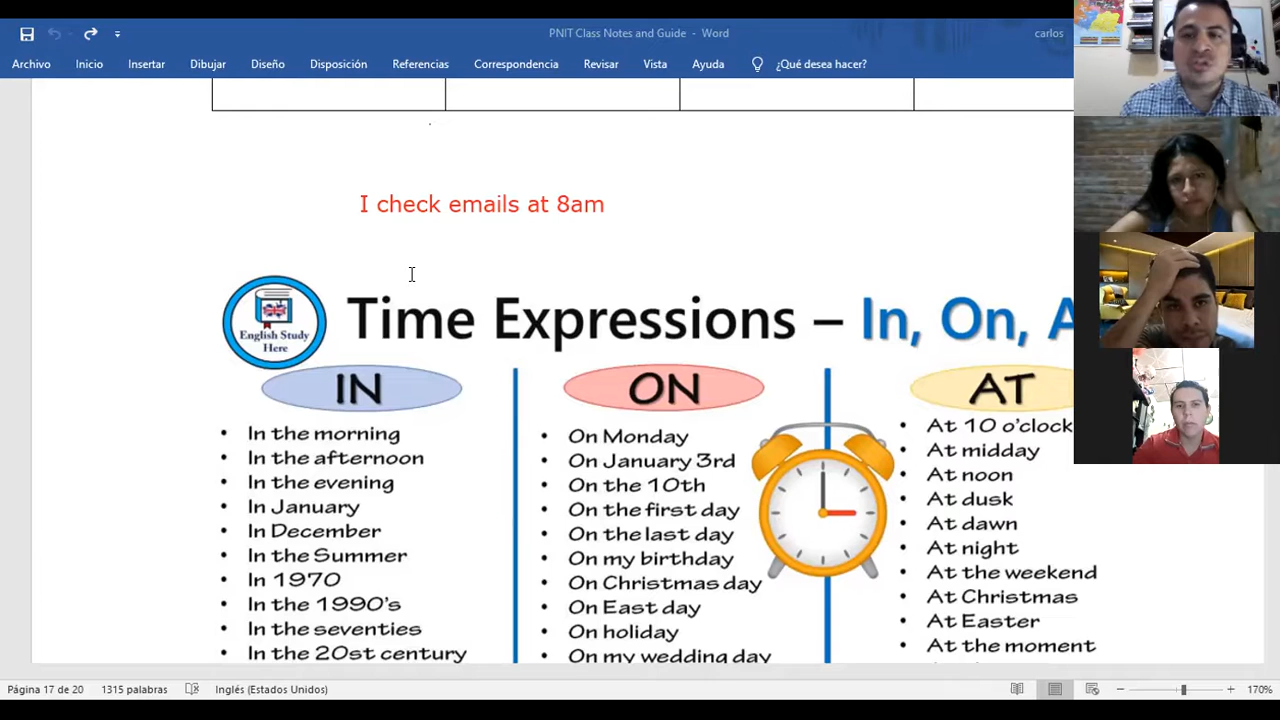 PNIT Class Notes and Guide - Word
carlos
Archivo Inicio Insertar Dibujar Diseño Disposición Referencias Correspondencia Revisar Vista Ayuda ¿Qué desea hacer?
I check emails at 8am
English Study
Here
Time Expressions – In, On, A
IN
• In the morning
• In the afternoon
• In the evening
• In January
• In December
• In the Summer
• In 1970
• In the 1990's
• In the seventies
• In the 20st century
ON
• On Monday
• On January 3rd
• On the 10th
• On the first day
• On the last day
• On my birthday
• On Christmas day
• On East day
• On holiday
• On my wedding day
AT
• At 10 o'clock
• At midday
• At noon
• At dusk
• At dawn
• At night
• At the weekend
• At Christmas
• At Easter
• At the moment
Página 17 de 20 1315 palabras Inglés (Estados Unidos) 170%